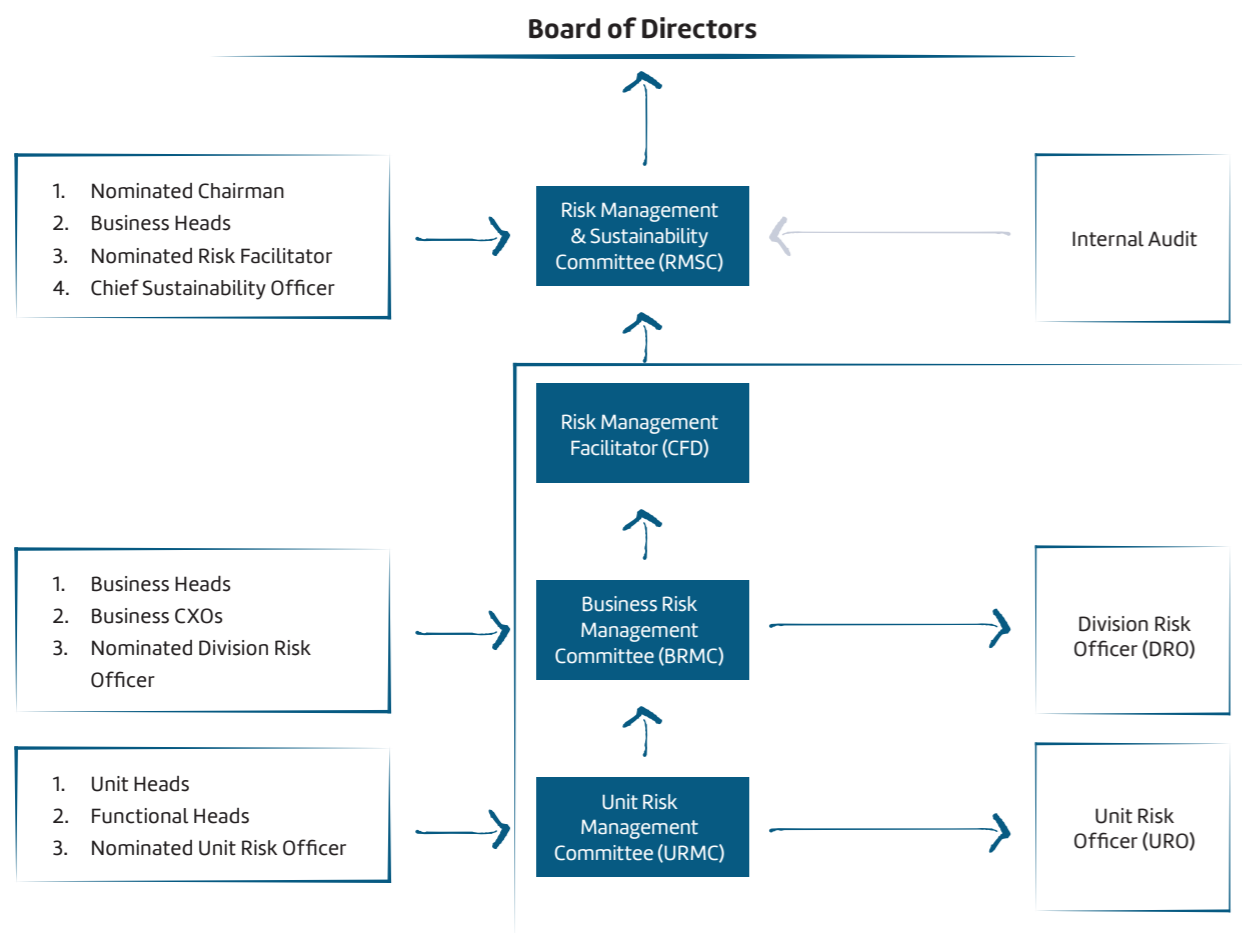 Board of Directors
1. Nominated Chairman
2. Business Heads
3. Nominated Risk Facilitator
4. Chief Sustainability Officer
Risk Management
& Sustainability
Committee (RMSC)
Internal Audit
Risk Management
Facilitator (CFD)
1. Business Heads
2. Business CXOs
3. Nominated Division Risk
Officer
Business Risk
Management
Committee (BRMC)
Division Risk
Officer (DRO)
1. Unit Heads
2. Functional Heads
3. Nominated Unit Risk Officer
Unit Risk
Management
Committee (URMC)
Unit Risk
Officer (URO)